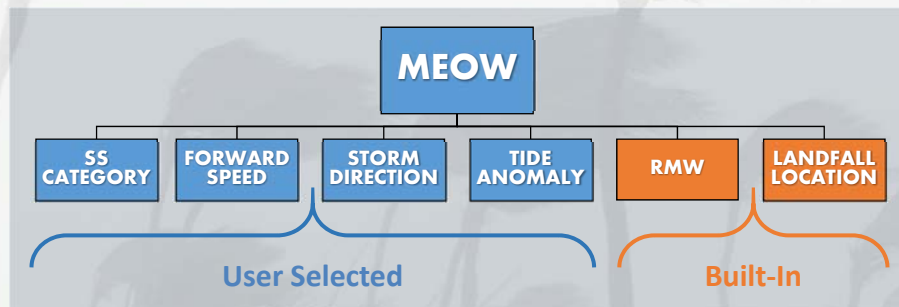 MEOW
SS
CATEGORY
FORWARD
SPEED
STORM
DIRECTION
TIDE
ANOMALY
RMW
LANDFALL
LOCATION
User Selected
Built-In